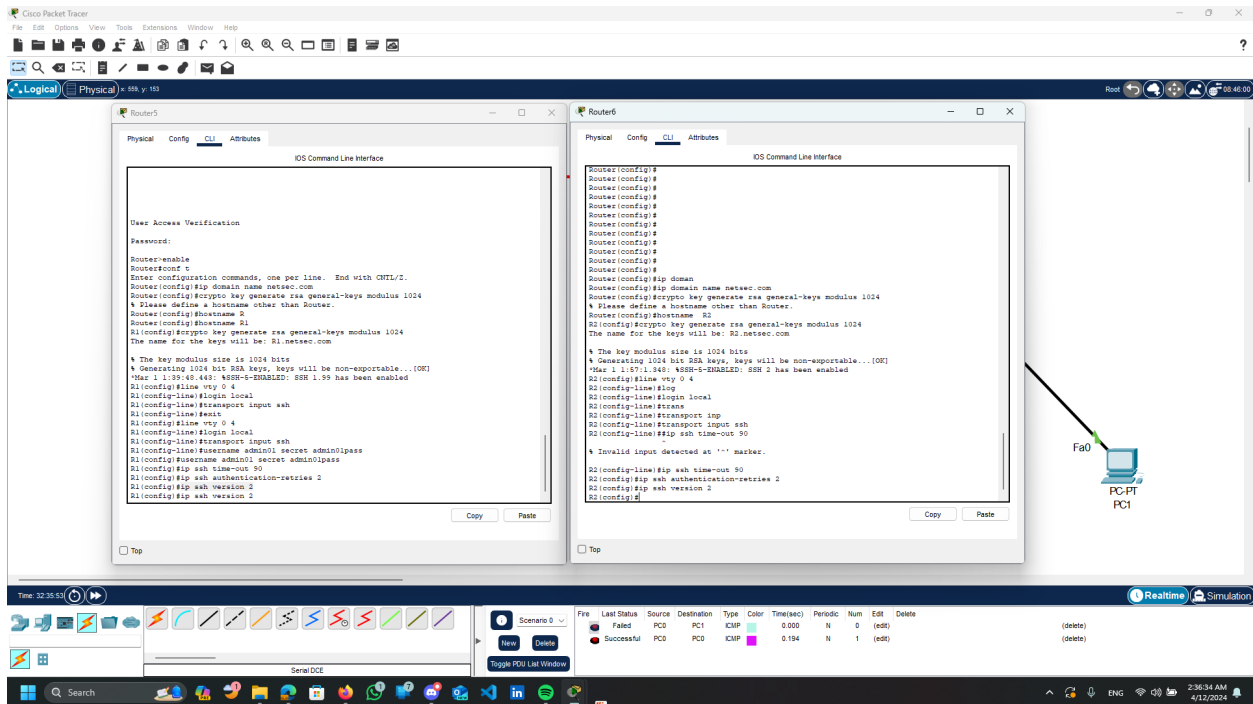 Cisco Packet Tracer
File Edit Options View Tools Extensions Window Help
?
Logical Physical x: 559, y: 153 Root 08:46:00
Router5
Physical Config CLI Attributes
IOS Command Line Interface
User Access Verification
Password:
Router>enable
Router#conf t
Enter configuration commands, one per line. End with CNTL/Z.
Router(config)#ip domain name netsec.com
Router(config)#crypto key generate rsa general-keys modulus 1024
% Please define a hostname other than Router.
Router(config)#hostname R
Router(config)#hostname R1
R1(config)#crypto key generate rsa general-keys modulus 1024
The name for the keys will be: R1.netsec.com
% The key modulus size is 1024 bits
% Generating 1024 bit RSA keys, keys will be non-exportable...[OK]
*Mar 1 1:39:48.443: %SSH-5-ENABLED: SSH 1.99 has been enabled
R1(config)#line vty 0 4
R1(config-line)#login local
R1(config-line)#transport input ssh
R1(config-line)#exit
R1(config)#line vty 0 4
R1(config-line)#login local
R1(config-line)#transport input ssh
R1(config-line)#username admin01 secret admin01pass
R1(config)#username admin01 secret admin01pass
R1(config)#ip ssh time-out 90
R1(config)#ip ssh authentication-retries 2
R1(config)#ip ssh version 2
R1(config)#ip ssh version 2
Copy Paste
Top
Router6
Physical Config CLI Attributes
IOS Command Line Interface
Router(config)#
Router(config)#
Router(config)#
Router(config)#
Router(config)#
Router(config)#
Router(config)#
Router(config)#
Router(config)#
Router(config)#
Router(config)#
Router(config)#
Router(config)#ip doman
Router(config)#ip domain name netsec.com
Router(config)#crypto key generate rsa general-keys modulus 1024
% Please define a hostname other than Router.
Router(config)#hostname R2
R2(config)#crypto key generate rsa general-keys modulus 1024
The name for the keys will be: R2.netsec.com
% The key modulus size is 1024 bits
% Generating 1024 bit RSA keys, keys will be non-exportable...[OK]
*Mar 1 1:57:1.348: %SSH-5-ENABLED: SSH 2 has been enabled
R2(config)#line vty 0 4
R2(config-line)#log
R2(config-line)#login local
R2(config-line)#trans
R2(config-line)#transport inp
R2(config-line)#transport input ssh
R2(config-line)##ip ssh time-out 90
^
% Invalid input detected at '^' marker.
R2(config-line)#ip ssh time-out 90
R2(config)#ip ssh authentication-retries 2
R2(config)#ip ssh version 2
R2(config)#
Copy Paste
Top
Fa0
PC-PT
PC1
Time: 32:35:53 Realtime Simulation
Serial DCE
Scenario 0
New Delete
Toggle PDU List Window
Fire Last Status Source Destination Type Color Time(sec) Periodic Num Edit Delete
Failed PC0 PC1 ICMP 0.000 N 0 (edit) (delete)
Successful PC0 PC0 ICMP 0.194 N 1 (edit) (delete)
Search
ENG
2:36:34 AM
4/12/2024